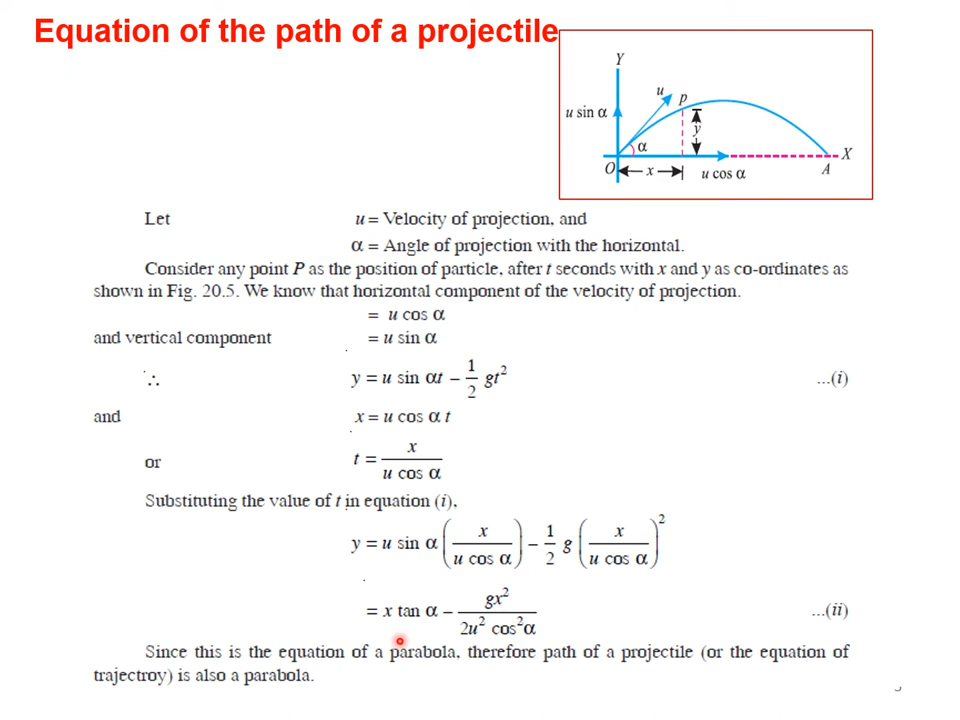 Equation of the path of a projectile
Y
u
P
u sin α
y
α
X
O
x
u cos α
A
Let u = Velocity of projection, and
α = Angle of projection with the horizontal.
Consider any point P as the position of particle, after t seconds with x and y as co-ordinates as
shown in Fig. 20.5. We know that horizontal component of the velocity of projection.
= u cos α
and vertical component = u sin α
∴ y = u sin αt − 1/2 gt² ...(i)
and x = u cos α t
or t = x / (u cos α)
Substituting the value of t in equation (i),
y = u sin α (x / (u cos α)) − 1/2 g (x / (u cos α))²
= x tan α − gx² / (2u² cos²α) ...(ii)
Since this is the equation of a parabola, therefore path of a projectile (or the equation of
trajectroy) is also a parabola.